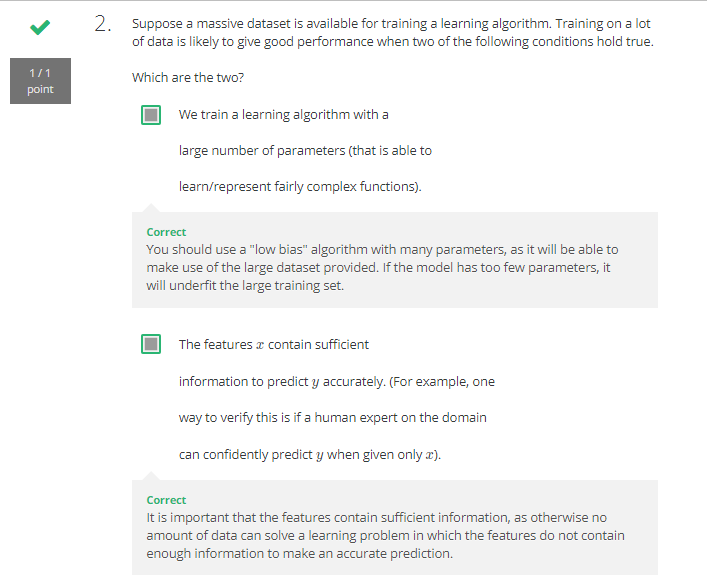 2. Suppose a massive dataset is available for training a learning algorithm. Training on a lot
of data is likely to give good performance when two of the following conditions hold true.
1 / 1
point
Which are the two?
We train a learning algorithm with a
large number of parameters (that is able to
learn/represent fairly complex functions).
Correct
You should use a "low bias" algorithm with many parameters, as it will be able to
make use of the large dataset provided. If the model has too few parameters, it
will underfit the large training set.
The features x contain sufficient
information to predict y accurately. (For example, one
way to verify this is if a human expert on the domain
can confidently predict y when given only x).
Correct
It is important that the features contain sufficient information, as otherwise no
amount of data can solve a learning problem in which the features do not contain
enough information to make an accurate prediction.